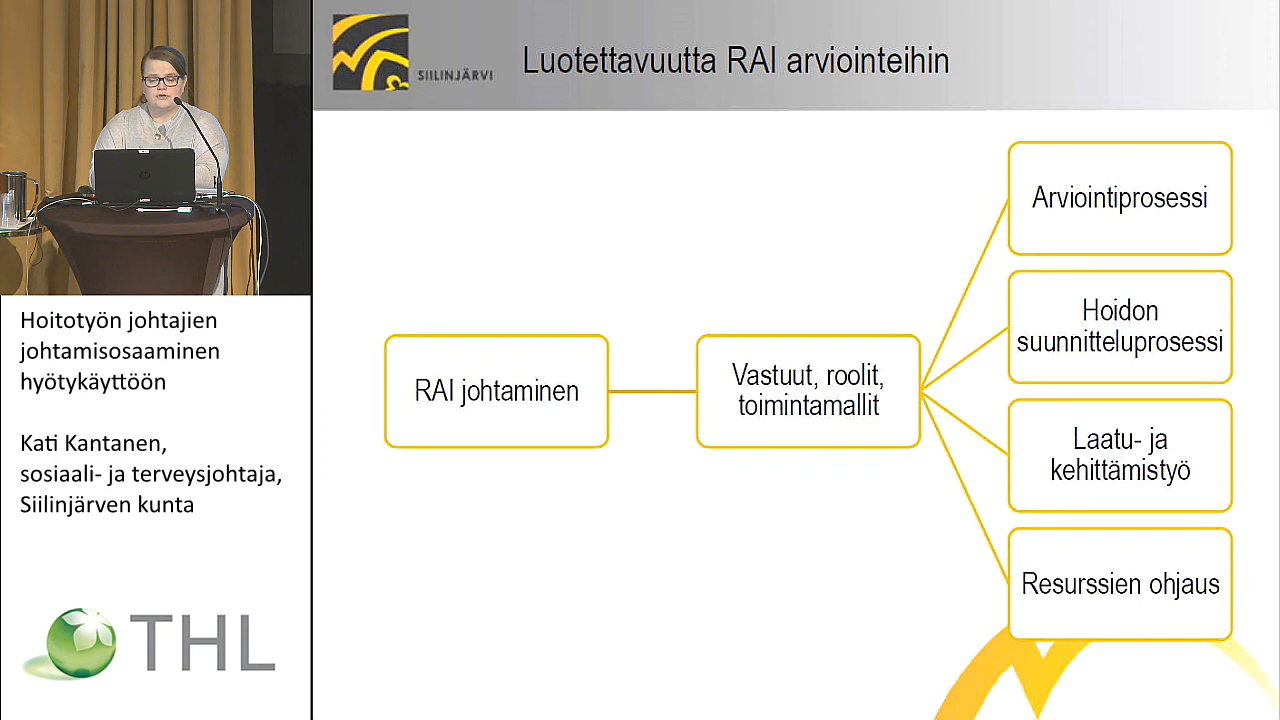 SIILINJÄRVI
Luotettavuutta RAI arviointeihin
Arviointiprosessi
Hoidon
suunnitteluprosessi
RAI johtaminen
Vastuut, roolit,
toimintamallit
Laatu- ja
kehittämistyö
Resurssien ohjaus
Hoitotyön johtajien
johtamisosaaminen
hyötykäyttöön
Kati Kantanen,
sosiaali- ja terveysjohtaja,
Siilinjärven kunta
THL